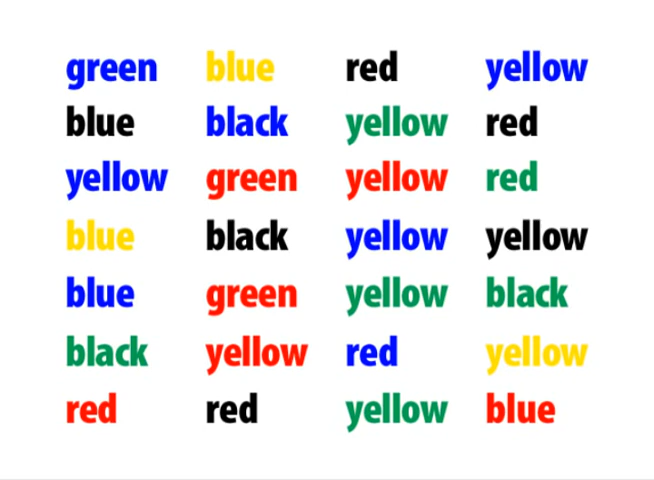 green blue red yellow
blue black yellow red
yellow green yellow red
blue black yellow yellow
blue green yellow black
black yellow red yellow
red red yellow blue